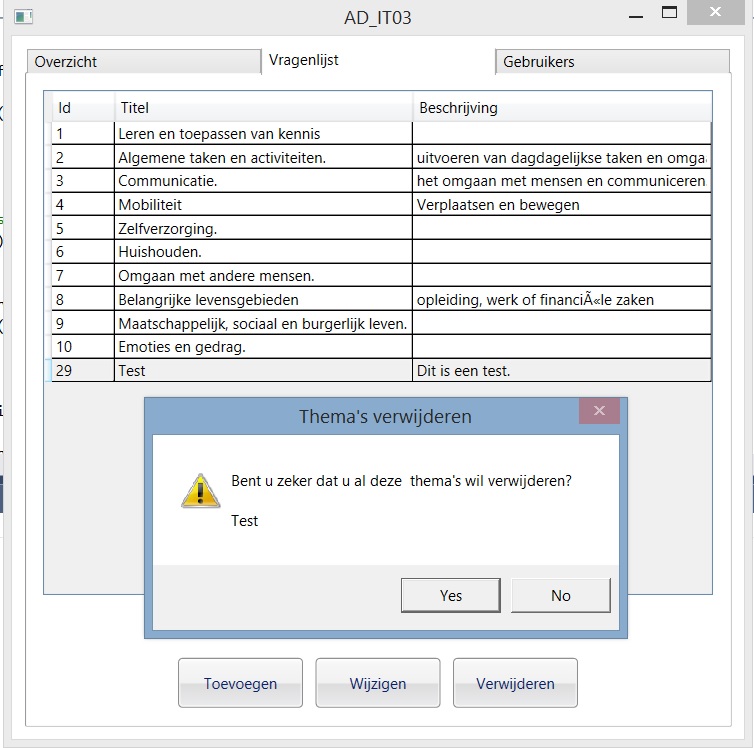 AD_IT03
Overzicht Vragenlijst Gebruikers
Id Titel Beschrijving
1 Leren en toepassen van kennis
2 Algemene taken en activiteiten. uitvoeren van dagdagelijkse taken en omga
3 Communicatie. het omgaan met mensen en communiceren.
4 Mobiliteit Verplaatsen en bewegen
5 Zelfverzorging.
6 Huishouden.
7 Omgaan met andere mensen.
8 Belangrijke levensgebieden opleiding, werk of financiÃ«le zaken
9 Maatschappelijk, sociaal en burgerlijk leven.
10 Emoties en gedrag.
29 Test Dit is een test.
Thema's verwijderen
Bent u zeker dat u al deze  thema's wil verwijderen?
Test
Yes No
Toevoegen Wijzigen Verwijderen